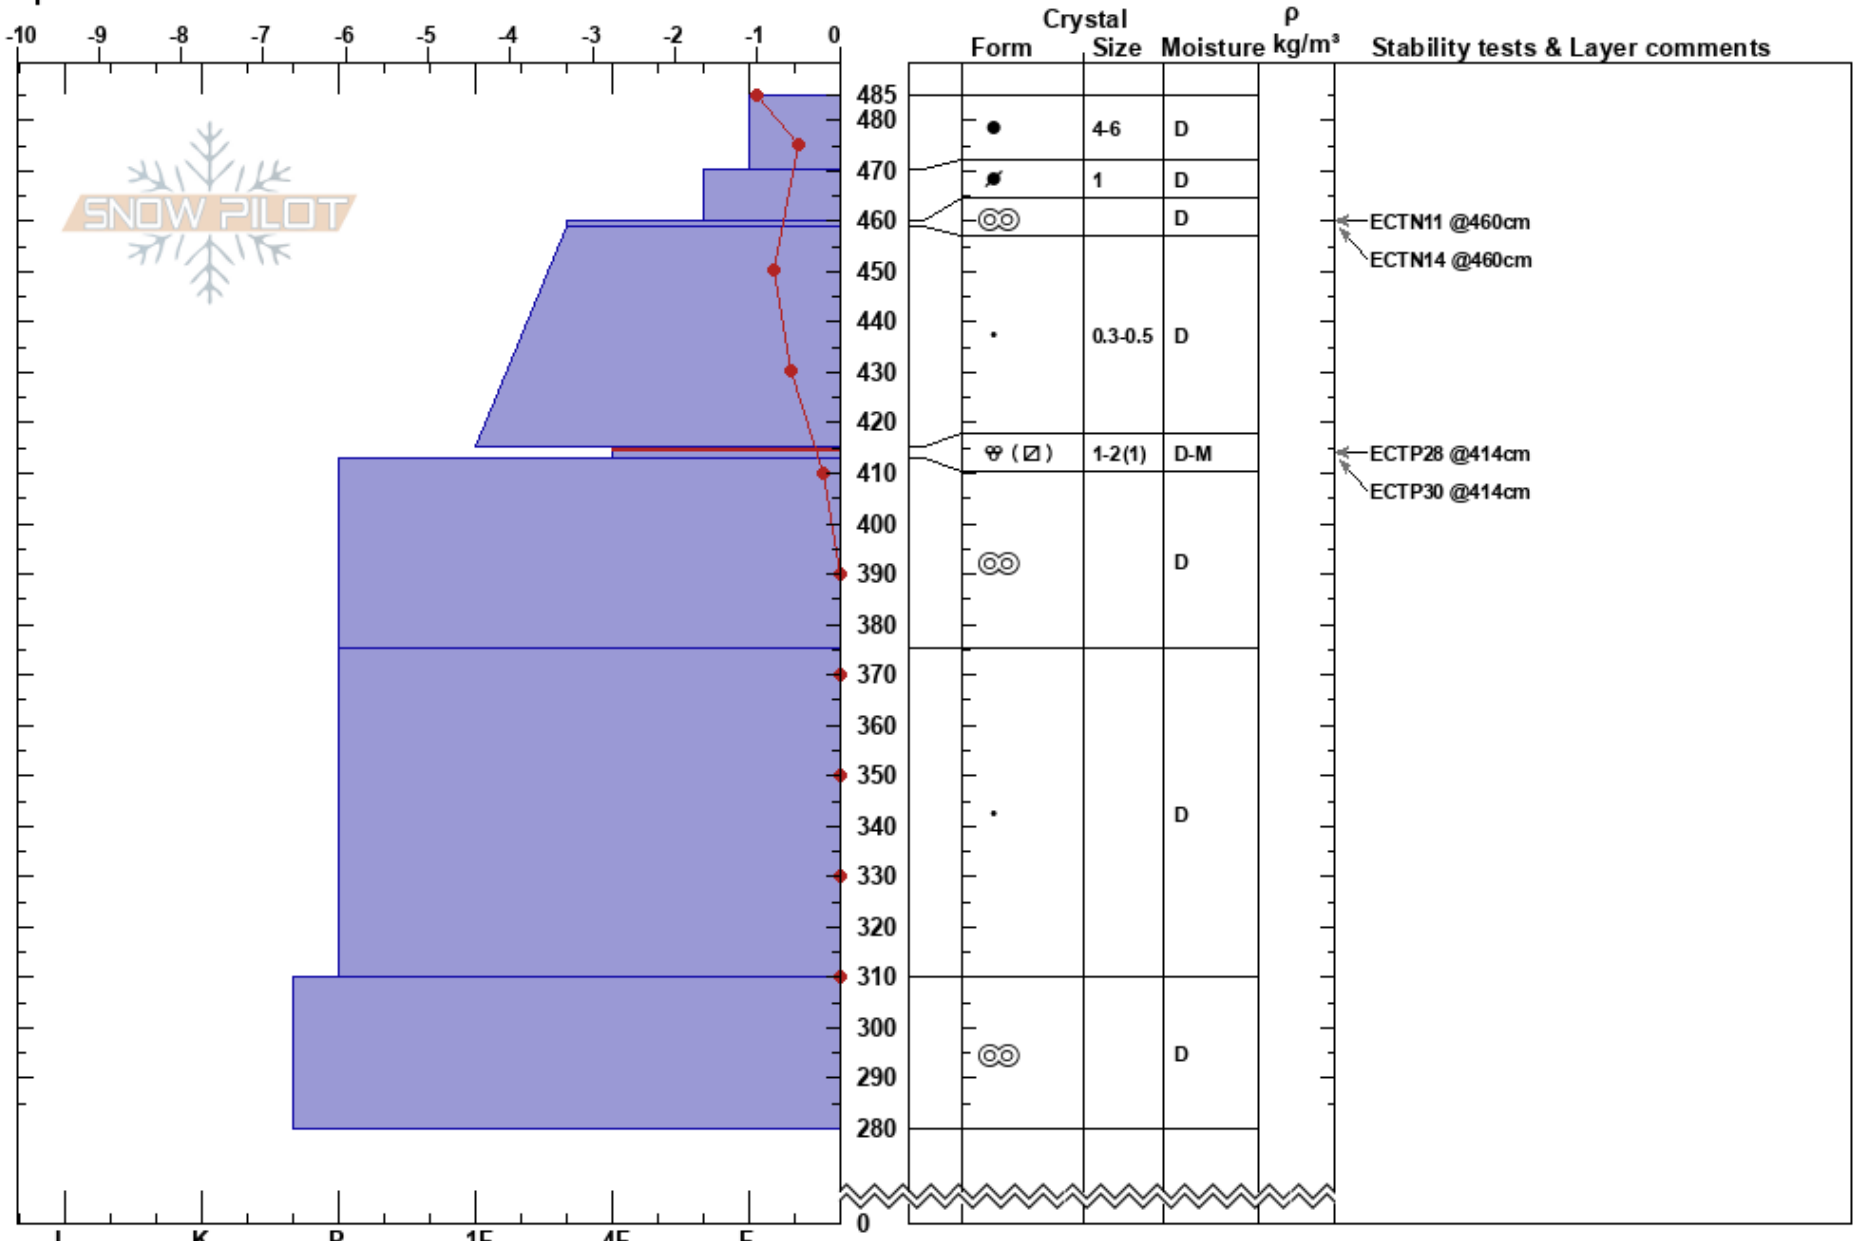 Crystal ρ
-10 -9 -8 -7 -6 -5 -4 -3 -2 -1 0 Form Size Moisture kg/m³ Stability tests & Layer comments
485
480 4-6 D
470 1 D
SNOW PILOT
460 D ECTN11 @460cm
ECTN14 @460cm
450
440 0.3-0.5 D
430
420
( ) 1-2(1) D-M ECTP28 @414cm
410
ECTP30 @414cm
400
390 D
380
370
360
350
340 D
330
320
310
300
290 D
280
0
I K P 1F 4F F